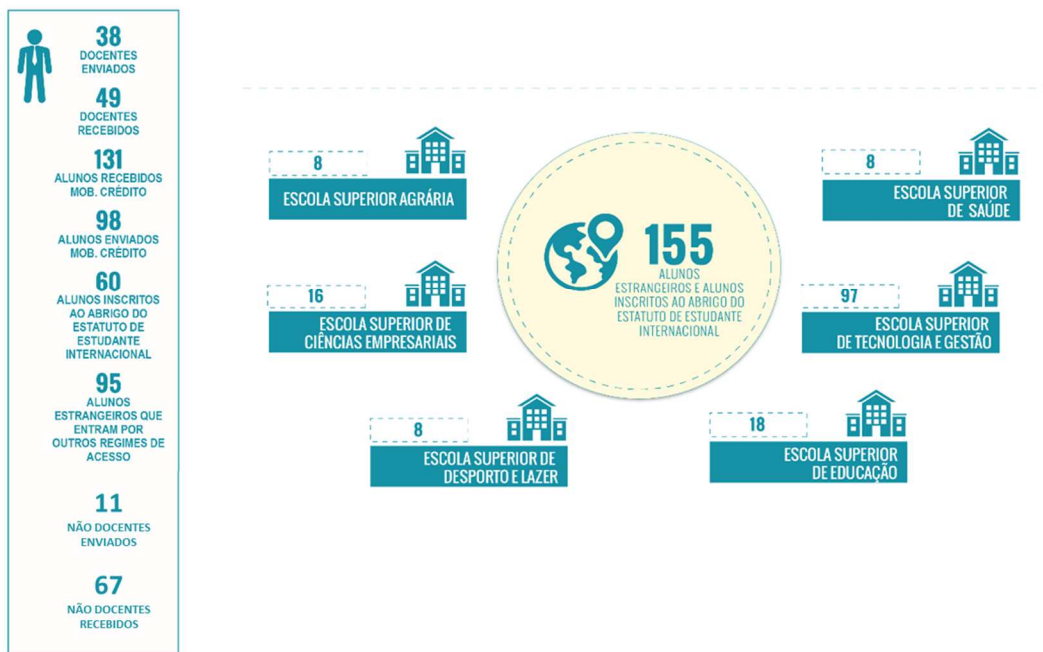 38
DOCENTES
ENVIADOS
49
DOCENTES
RECEBIDOS
131
ALUNOS RECEBIDOS
MOB. CRÉDITO
98
ALUNOS ENVIADOS
MOB. CRÉDITO
60
ALUNOS INSCRITOS
AO ABRIGO DO
ESTATUTO DE
ESTUDANTE
INTERNACIONAL
95
ALUNOS
ESTRANGEIROS QUE
ENTRAM POR
OUTROS REGIMES DE
ACESSO
11
NÃO DOCENTES
ENVIADOS
67
NÃO DOCENTES
RECEBIDOS
8
ESCOLA SUPERIOR AGRÁRIA
16
ESCOLA SUPERIOR DE
CIÊNCIAS EMPRESARIAIS
8
ESCOLA SUPERIOR DE
DESPORTO E LAZER
155
ALUNOS
ESTRANGEIROS E ALUNOS
INSCRITOS AO ABRIGO DO
ESTATUTO DE ESTUDANTE
INTERNACIONAL
8
ESCOLA SUPERIOR
DE SAÚDE
97
ESCOLA SUPERIOR
DE TECNOLOGIA E GESTÃO
18
ESCOLA SUPERIOR
DE EDUCAÇÃO